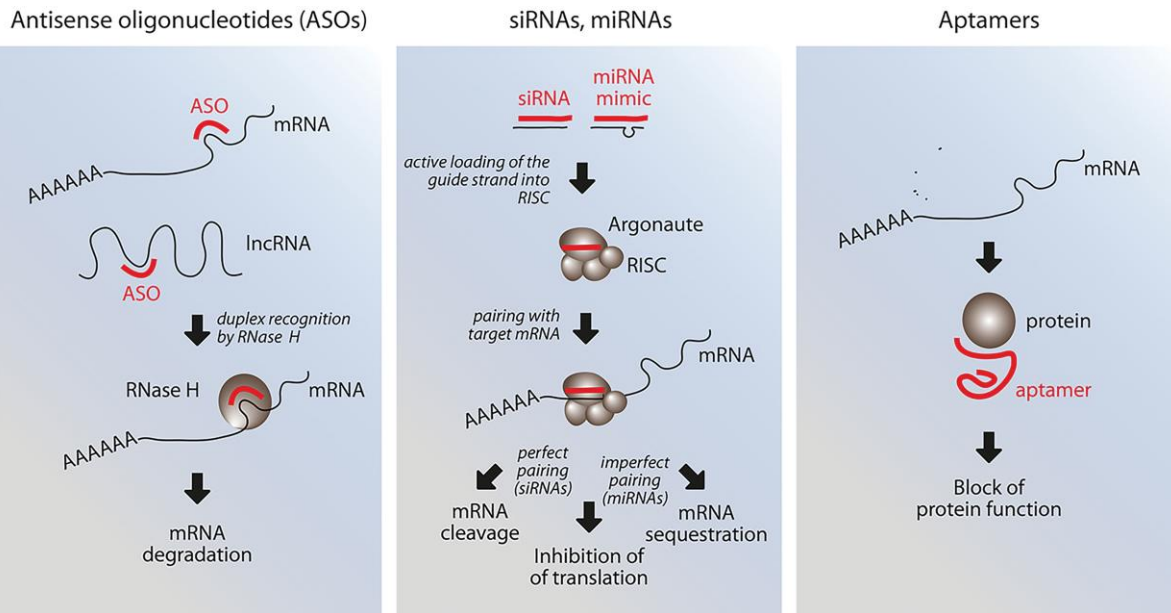 Antisense oligonucleotides (ASOs)
ASO
mRNA
AAAAAA
lncRNA
ASO
duplex recognition
by RNase H
RNase H
mRNA
AAAAAA
mRNA
degradation
siRNAs, miRNAs
siRNA
miRNA
mimic
active loading of the
guide strand into
RISC
Argonaute
RISC
pairing with
target mRNA
mRNA
AAAAAA
perfect
pairing
(siRNAs)
imperfect
pairing
(miRNAs)
mRNA
cleavage
mRNA
sequestration
Inhibition of
of translation
Aptamers
mRNA
AAAAAA
protein
aptamer
Block of
protein function